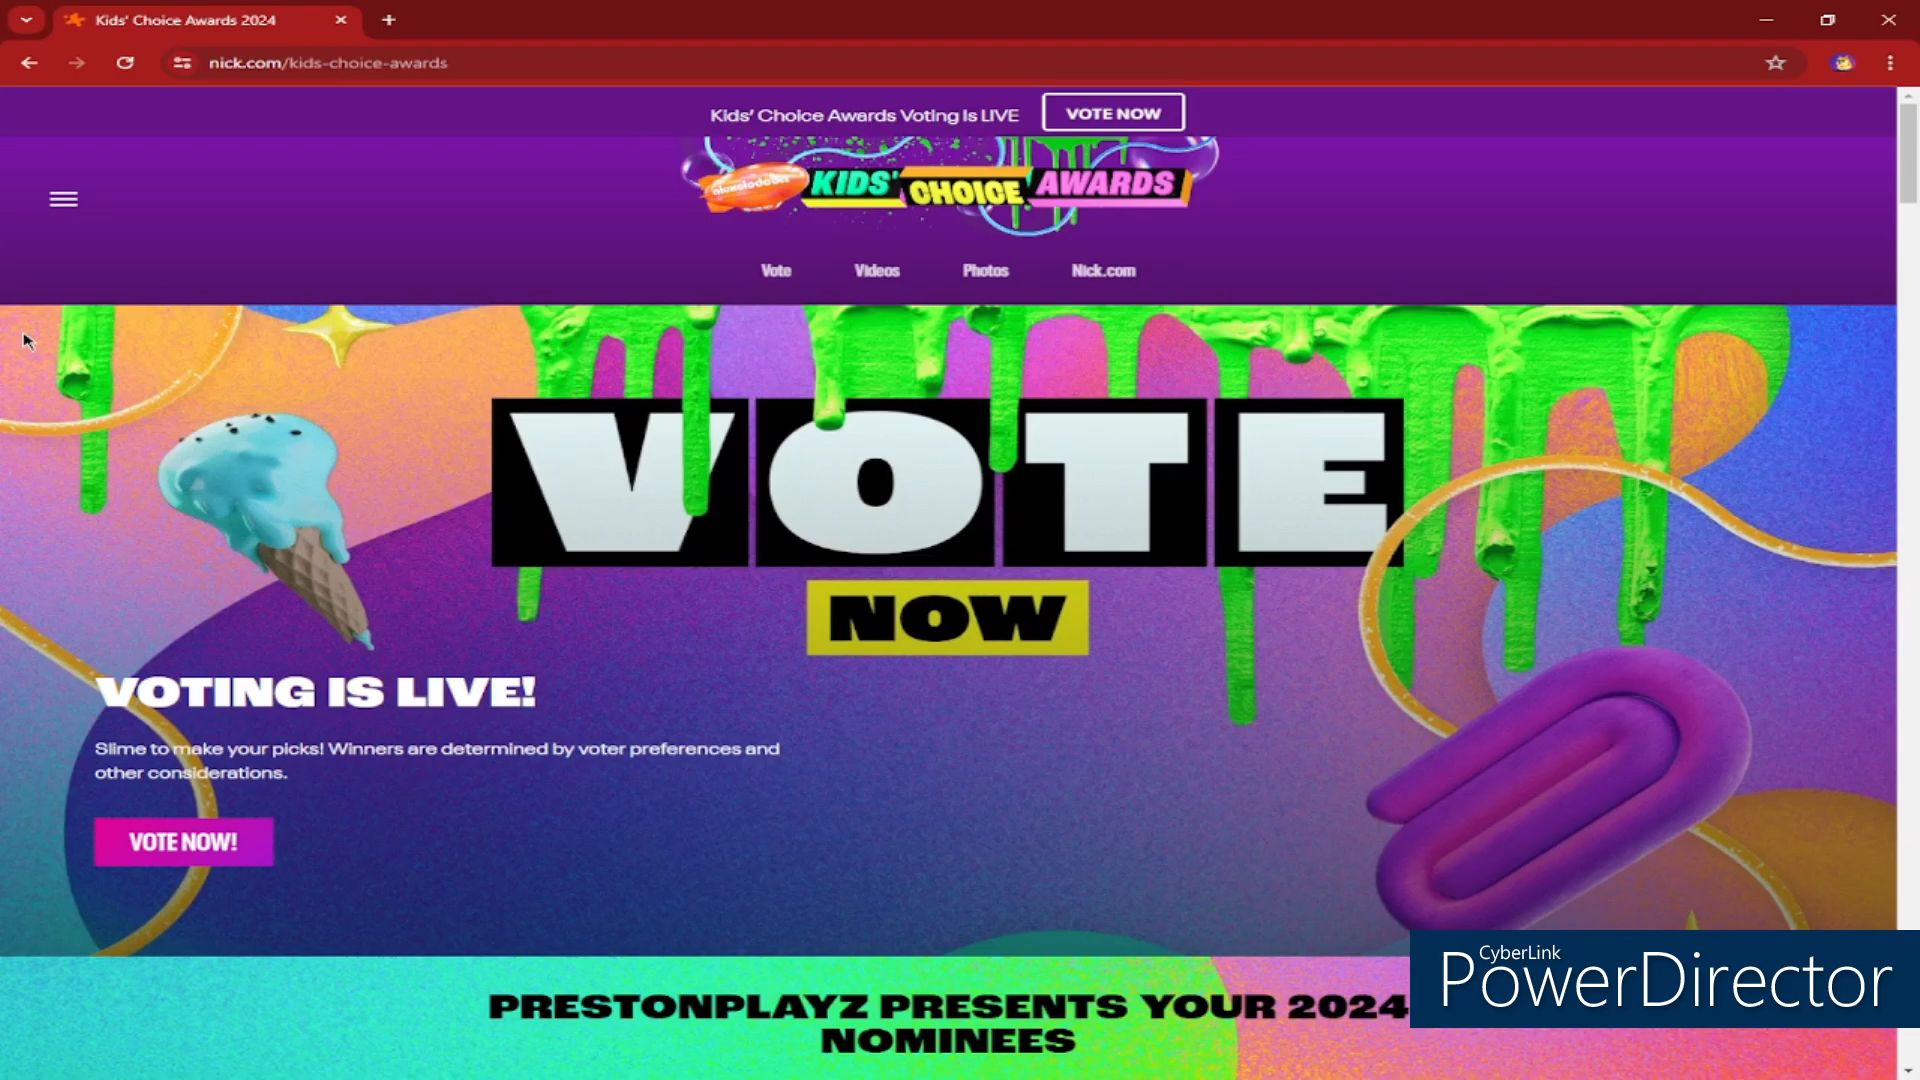 Kids' Choice Awards 2024
nick.com/kids-choice-awards
Kids' Choice Awards Voting Is LIVE
VOTE NOW
nickelodeon
KIDS' CHOICE AWARDS
Vote
Videos
Photos
Nick.com
VOTE
NOW
VOTING IS LIVE!
Slime to make your picks! Winners are determined by voter preferences and
other considerations.
VOTE NOW!
PRESTONPLAYZ PRESENTS YOUR 2024
NOMINEES
CyberLink
PowerDirector